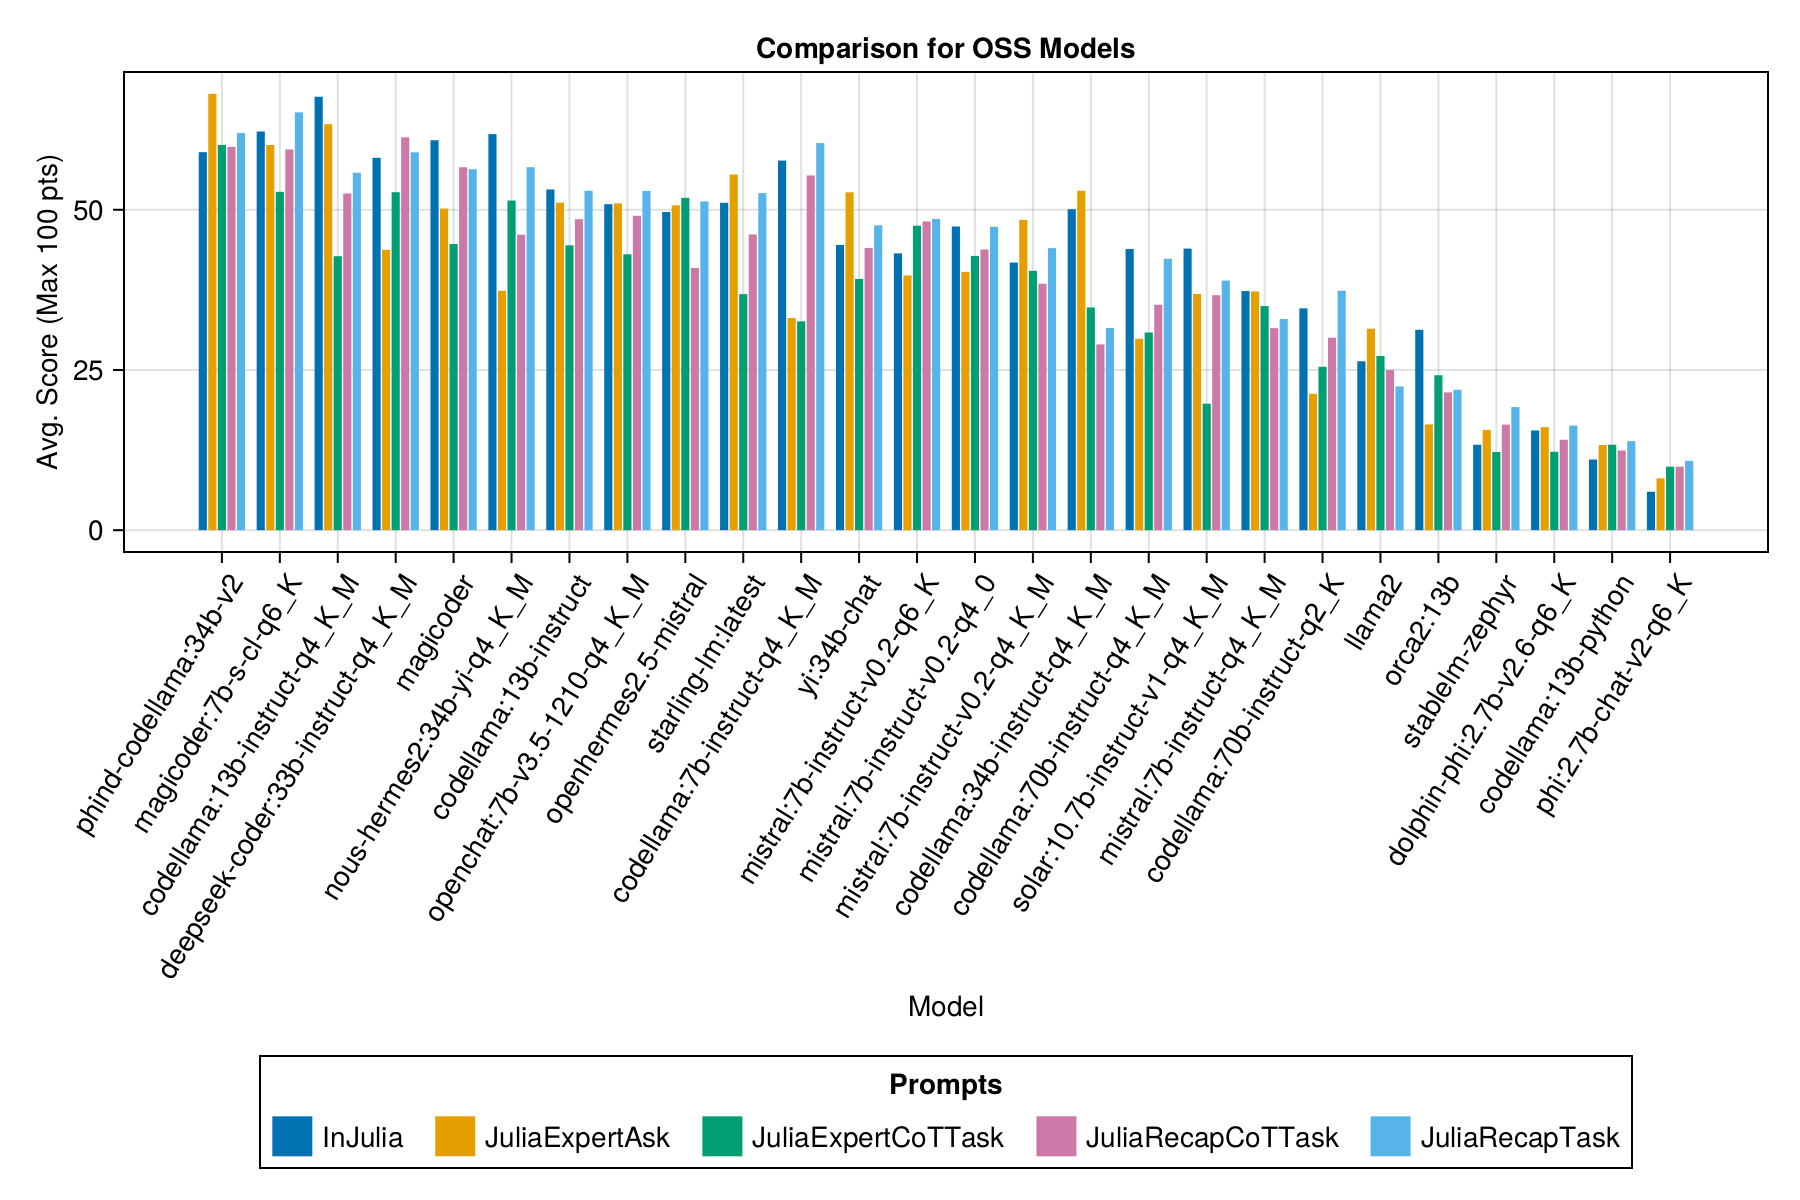 Comparison for OSS Models
Avg. Score (Max 100 pts)
50
25
0
phind-codellama:34b-v2
magicoder:7b-s-cl-q6_K
codellama:13b-instruct-q4_K_M
deepseek-coder:33b-instruct-q4_K_M
magicoder
nous-hermes2:34b-yi-q4_K_M
codellama:13b-instruct
openchat:7b-v3.5-1210-q4_K_M
openhermes2.5-mistral
starling-lm:latest
codellama:7b-instruct-q4_K_M
yi:34b-chat
mistral:7b-instruct-v0.2-q6_K
mistral:7b-instruct-v0.2-q4_0
mistral:7b-instruct-v0.2-q4_K_M
codellama:34b-instruct-q4_K_M
codellama:70b-instruct-q4_K_M
solar:10.7b-instruct-v1-q4_K_M
mistral:7b-instruct-q4_K_M
codellama:70b-instruct-q2_K
llama2
orca2:13b
stablelm-zephyr
dolphin-phi:2.7b-v2.6-q6_K
codellama:13b-python
phi:2.7b-chat-v2-q6_K
Model
Prompts
InJulia JuliaExpertAsk JuliaExpertCoTTask JuliaRecapCoTTask JuliaRecapTask